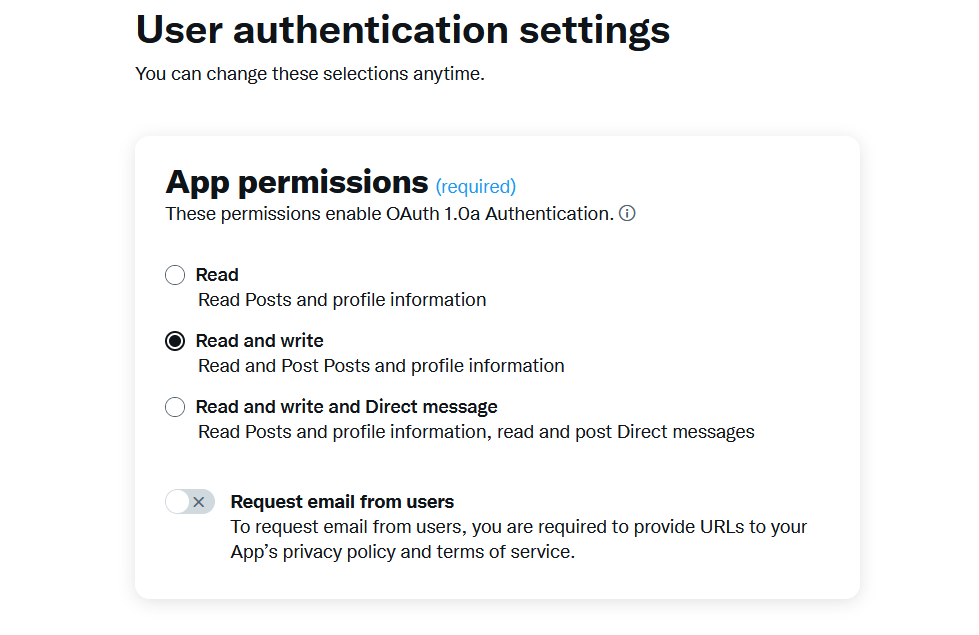 User authentication settings
You can change these selections anytime.
App permissions (required)
These permissions enable OAuth 1.0a Authentication.
Read
Read Posts and profile information
Read and write
Read and Post Posts and profile information
Read and write and Direct message
Read Posts and profile information, read and post Direct messages
Request email from users
To request email from users, you are required to provide URLs to your
App’s privacy policy and terms of service.